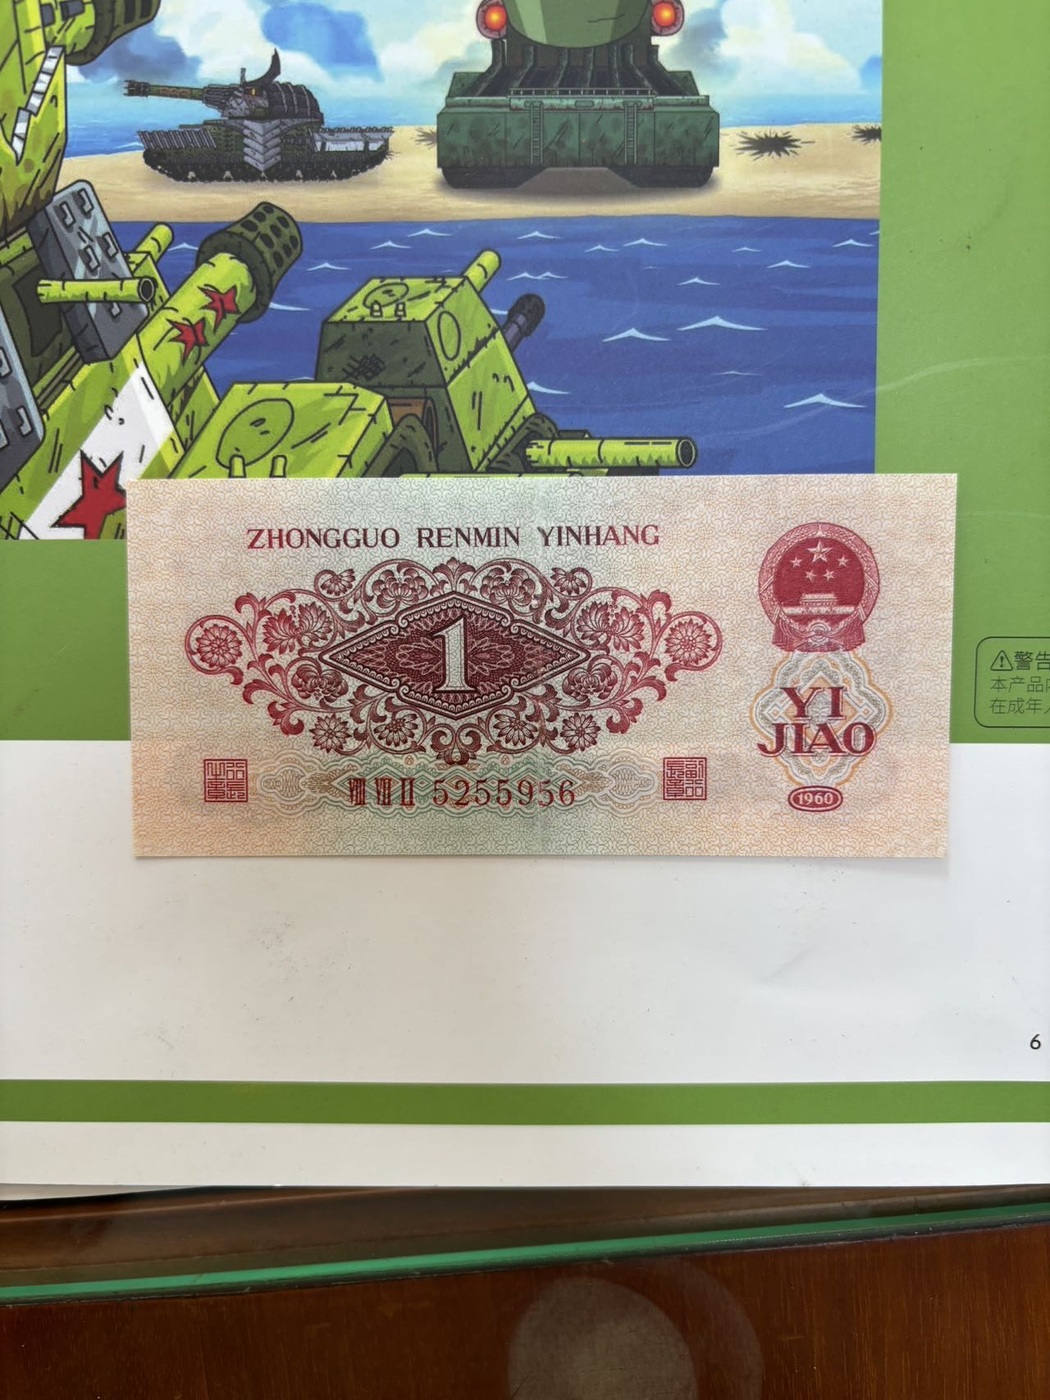 ZHONGGUO RENMIN YINHANG
1
YI
JIAO
VIII VII II 5255956
1960
警告
本产品
在成年
6